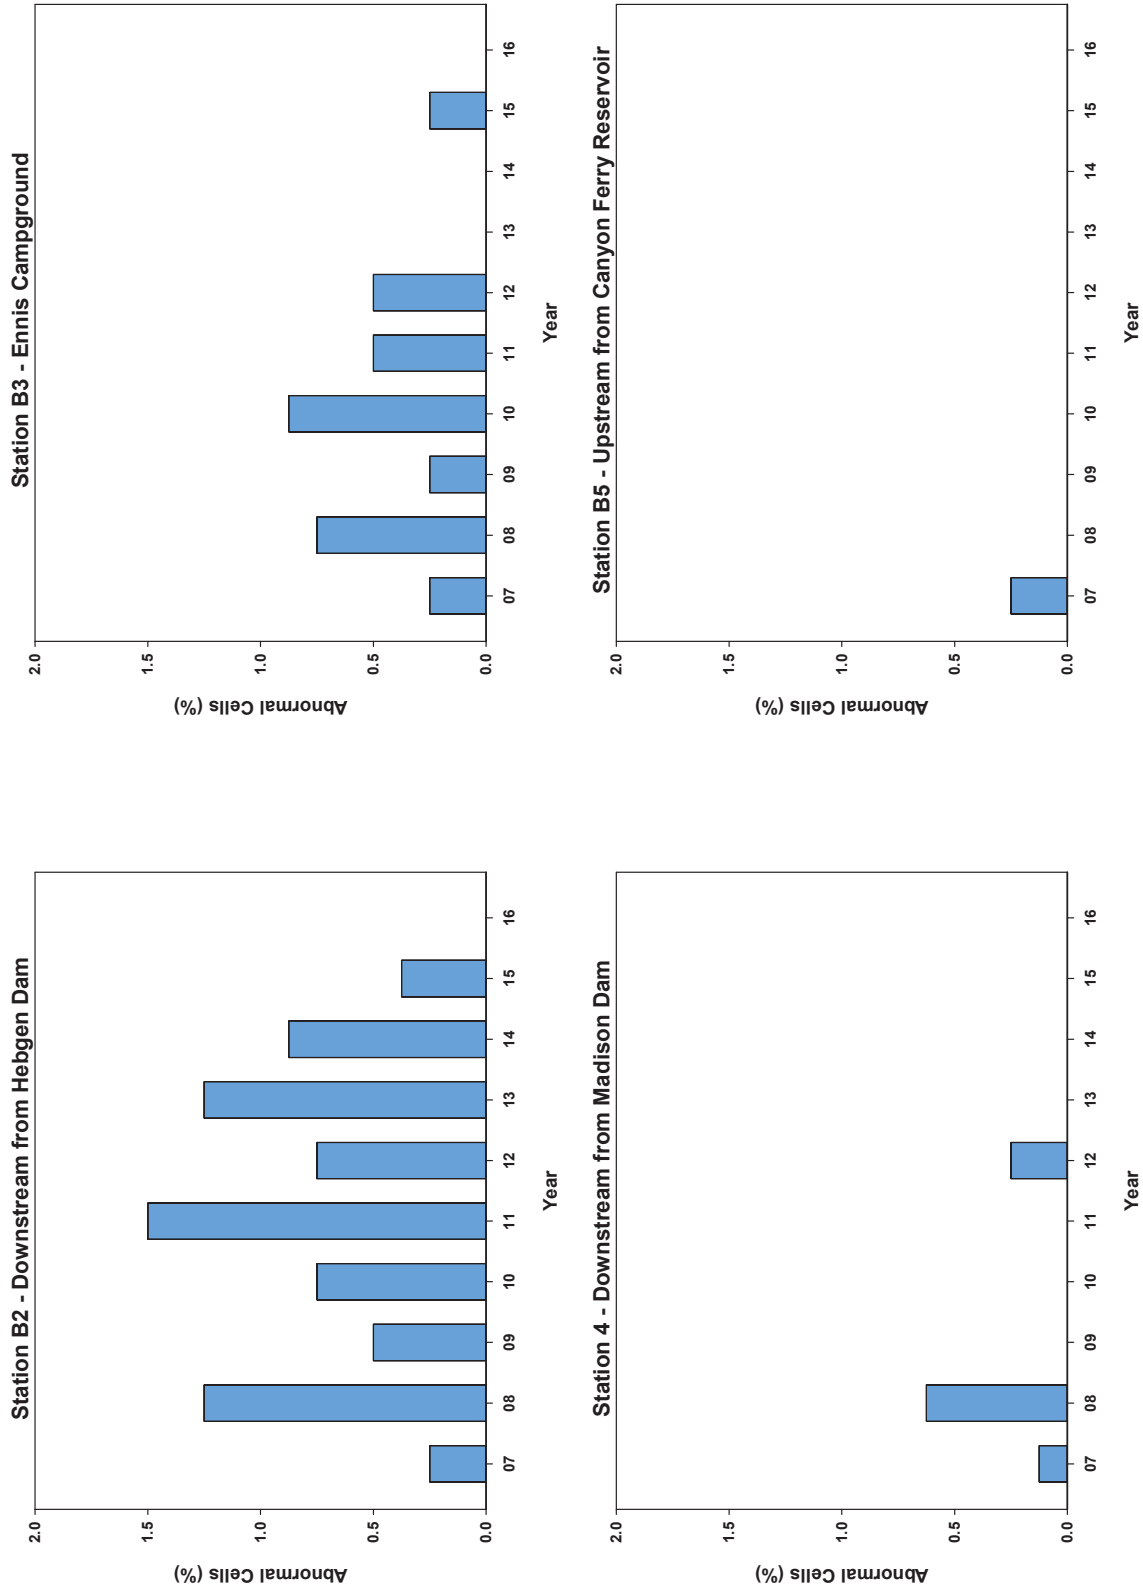 Station B2 - Downstream from Hebgen Dam
Abnormal Cells (%)
2.0
1.5
1.0
0.5
0.0
07 08 09 10 11 12 13 14 15 16
Year
Station B3 - Ennis Campground
Abnormal Cells (%)
2.0
1.5
1.0
0.5
0.0
07 08 09 10 11 12 13 14 15 16
Year
Station 4 - Downstream from Madison Dam
Abnormal Cells (%)
2.0
1.5
1.0
0.5
0.0
07 08 09 10 11 12 13 14 15 16
Year
Station B5 - Upstream from Canyon Ferry Reservoir
Abnormal Cells (%)
2.0
1.5
1.0
0.5
0.0
07 08 09 10 11 12 13 14 15 16
Year